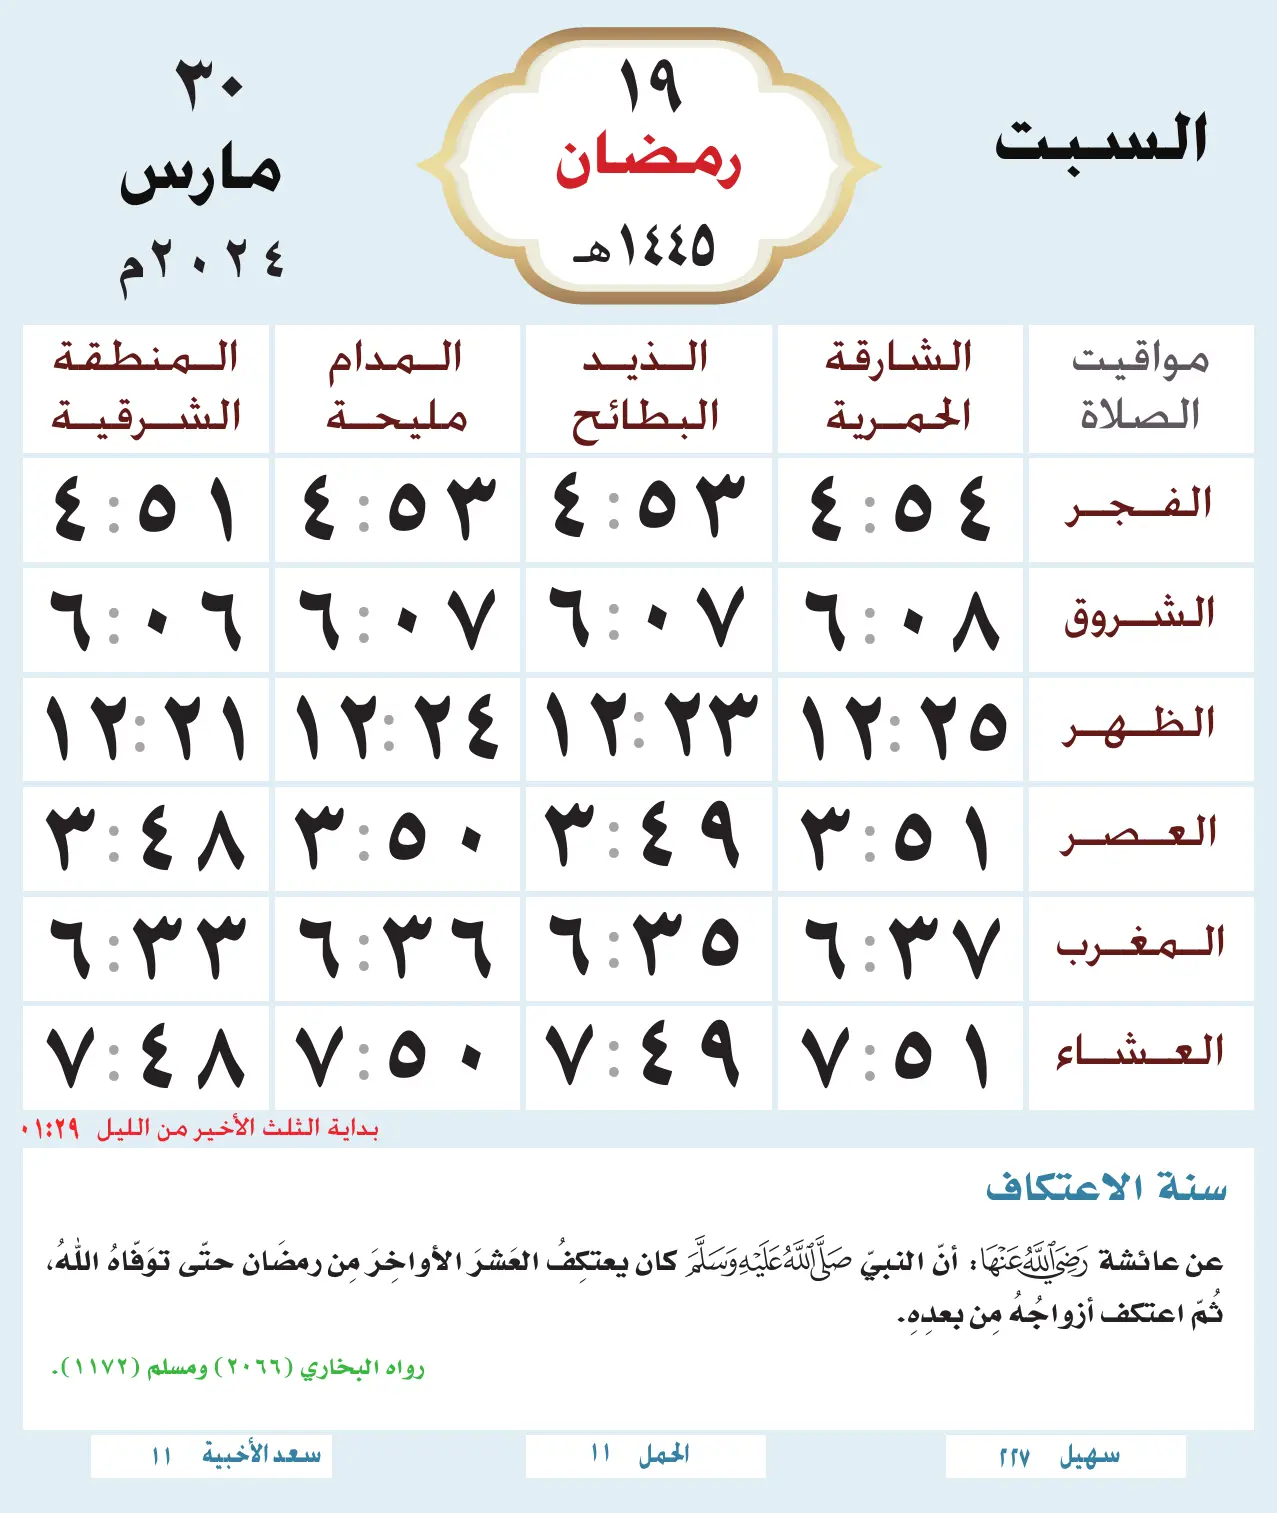 السبت
١٩
رمضان
١٤٤٥هـ
٣٠
مارس
٢٠٢٤م
مواقيت الصلاة
الشارقة الحمرية
الذيد البطائح
المدام مليحة
المنطقة الشرقية
الفجر ٤:٥٤ ٤:٥٣ ٤:٥٣ ٤:٥١
الشروق ٦:٠٨ ٦:٠٧ ٦:٠٧ ٦:٠٦
الظهر ١٢:٢٥ ١٢:٢٣ ١٢:٢٤ ١٢:٢١
العصر ٣:٥١ ٣:٤٩ ٣:٥٠ ٣:٤٨
المغرب ٦:٣٧ ٦:٣٥ ٦:٣٦ ٦:٣٣
العشاء ٧:٥١ ٧:٤٩ ٧:٥٠ ٧:٤٨
بداية الثلث الأخير من الليل ٠١:٢٩
سنة الاعتكاف
عن عائشة رَضِيَ اللَّهُ عَنْهَا: أنّ النبيّ صَلَّى اللَّهُ عَلَيْهِ وَسَلَّمَ كان يعتكِفُ العَشرَ الأواخِرَ مِن رمضَان حتّى توَفّاهُ اللهُ،
ثُمّ اعتكف أزواجُهُ مِن بعدِهِ.
رواه البخاري (٢٠٦٦) ومسلم (١١٧٢).
سهيل ٢٢٧
الحمل ١١
سعد الأخبية ١١